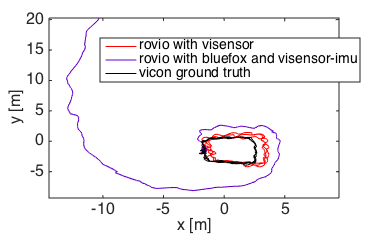 20
rovio with visensor
15
rovio with bluefox and visensor-imu
vicon ground truth
10
y [m]
5
0
-5
-10 -5 0 5
x [m]